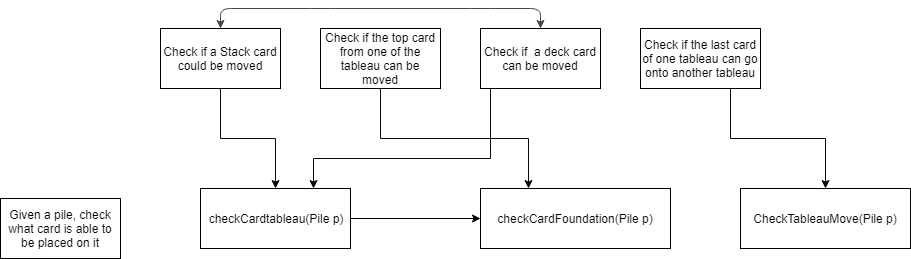 Check if a Stack card
could be moved
Check if the top card
from one of the
tableau can be
moved
Check if  a deck card
can be moved
Check if the last card
of one tableau can go
onto another tableau
Given a pile, check
what card is able to
be placed on it
checkCardtableau(Pile p)
checkCardFoundation(Pile p)
CheckTableauMove(Pile p)